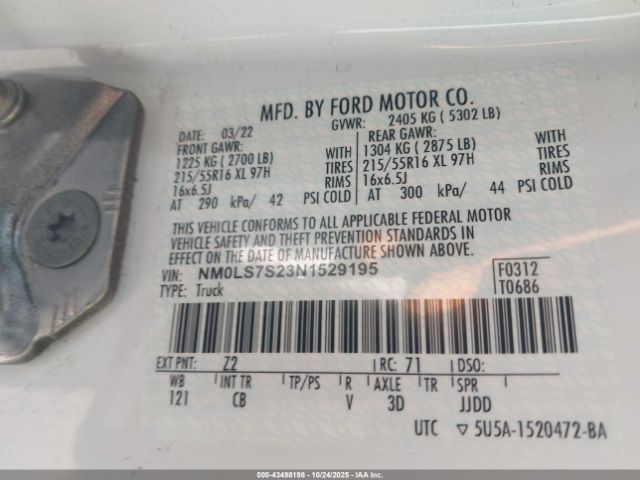 MFD. BY FORD MOTOR CO.
DATE: 03/22 GVWR: 2405 KG ( 5302 LB)
FRONT GAWR: REAR GAWR:
1225 KG ( 2700 LB) WITH 1304 KG ( 2875 LB) WITH
215/55R16 XL 97H TIRES 215/55R16 XL 97H TIRES
16x6.5J RIMS 16x6.5J RIMS
AT 290 kPa/ 42 PSI COLD AT 300 kPa/ 44 PSI COLD
THIS VEHICLE CONFORMS TO ALL APPLICABLE FEDERAL MOTOR
VEHICLE SAFETY AND THEFT PREVENTION STANDARDS IN
EFFECT ON THE DATE OF MANUFACTURE SHOWN ABOVE.
VIN: NM0LS7S23N1529195 F0312
TYPE: Truck T0686
EXT PNT: Z2 RC: 71 DSO:
WB INT TR TP/PS R AXLE TR SPR
121 CB V 3D JJDD
UTC ▽ 5U5A-1520472-BA
000-43498198 - 10/24/2025 - IAAI.com